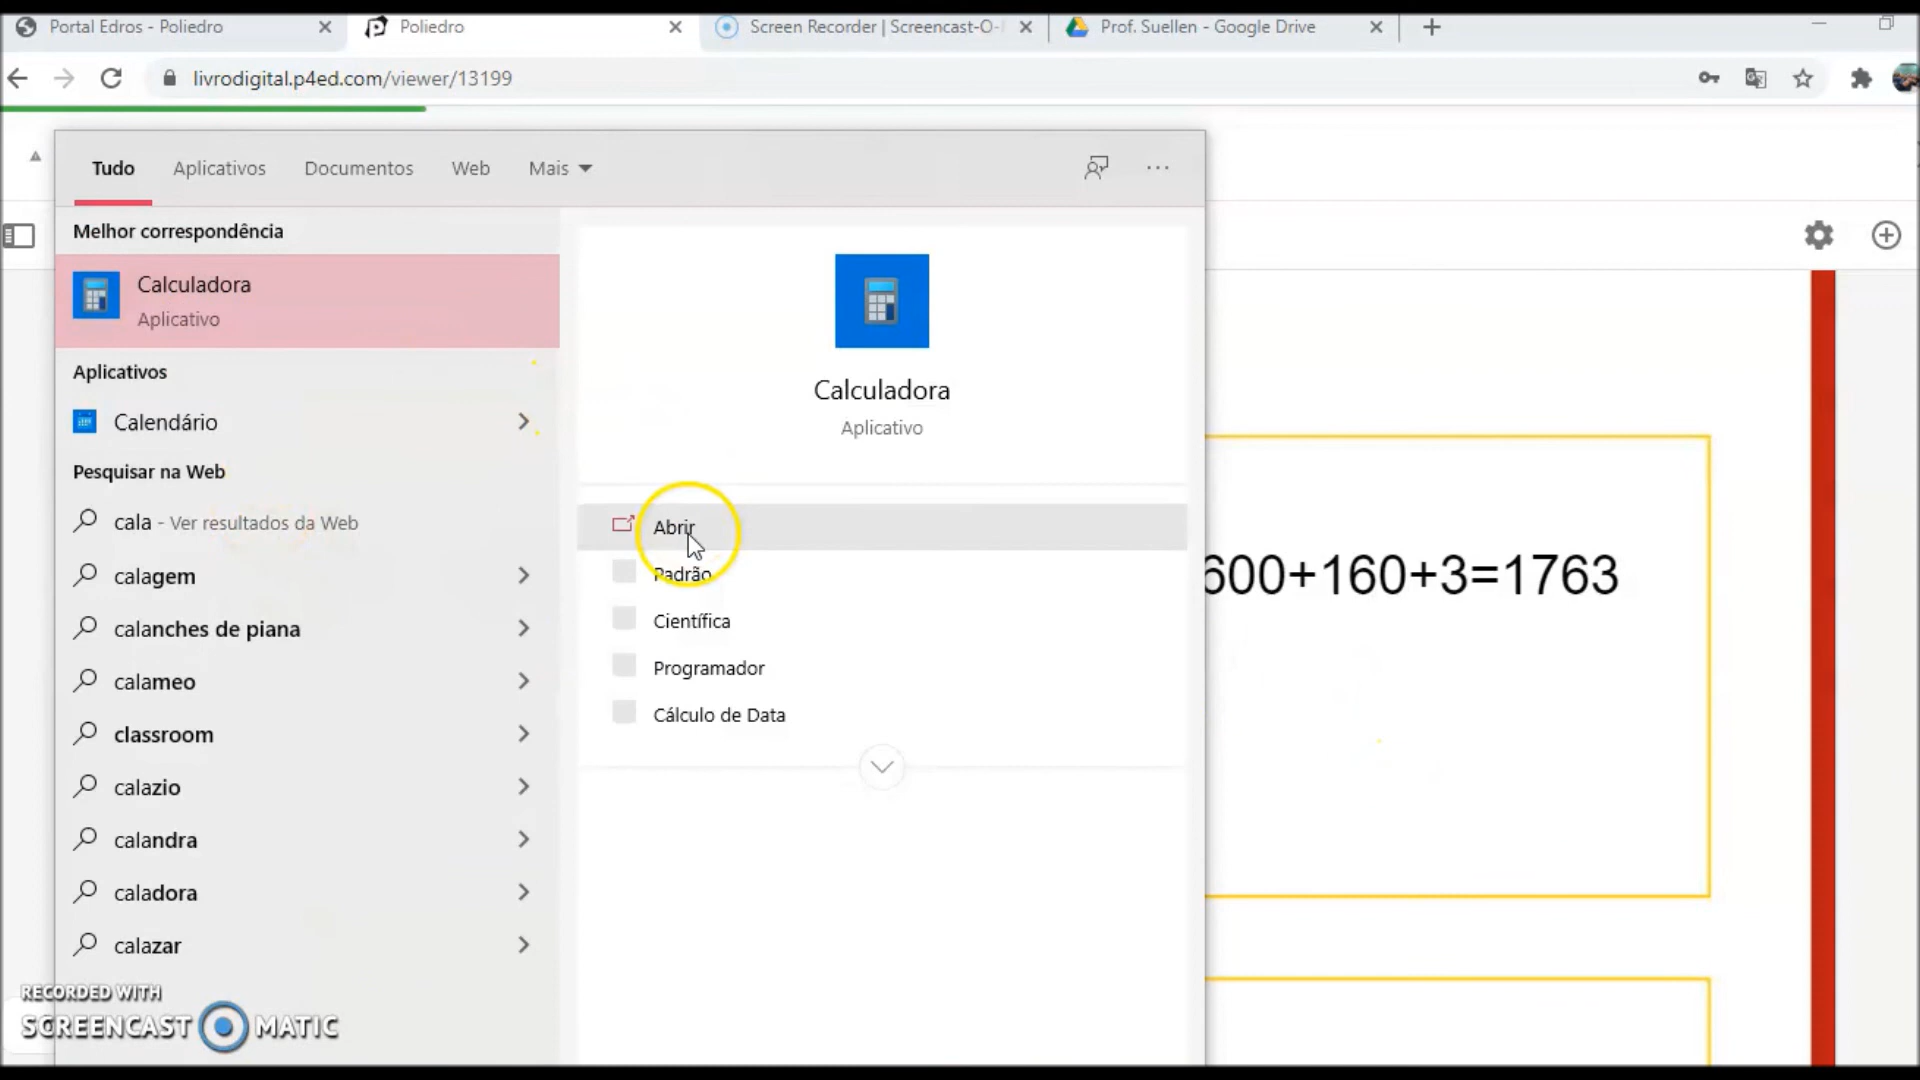 Portal Edros - Poliedro
Poliedro
Screen Recorder | Screencast-O-
Prof. Suellen - Google Drive
livrodigital.p4ed.com/viewer/13199
Tudo
Aplicativos
Documentos
Web
Mais
Melhor correspondência
Calculadora
Aplicativo
Aplicativos
Calendário
Pesquisar na Web
cala - Ver resultados da Web
calagem
calanches de piana
calameo
classroom
calazio
calandra
caladora
calazar
Calculadora
Aplicativo
Abrir
Padrão
Científica
Programador
Cálculo de Data
600+160+3=1763
RECORDED WITH
SCREENCAST MATIC